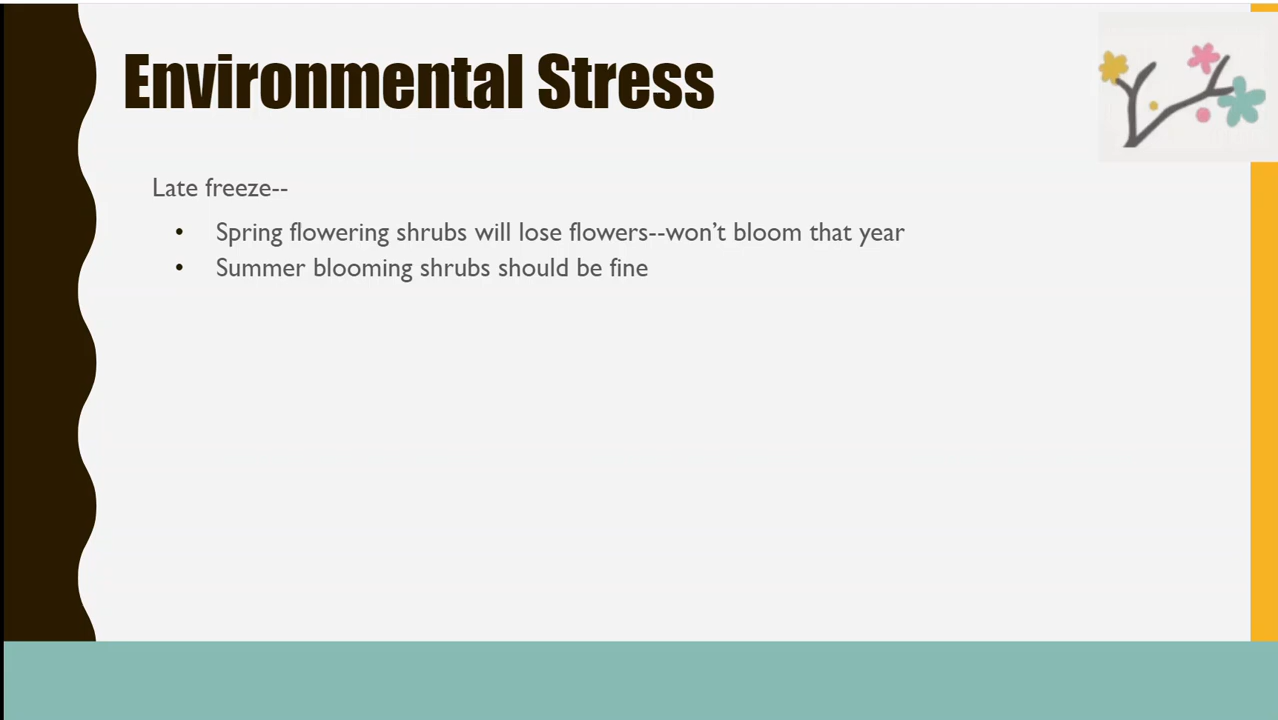 Environmental Stress
Late freeze--
• Spring flowering shrubs will lose flowers--won’t bloom that year
• Summer blooming shrubs should be fine